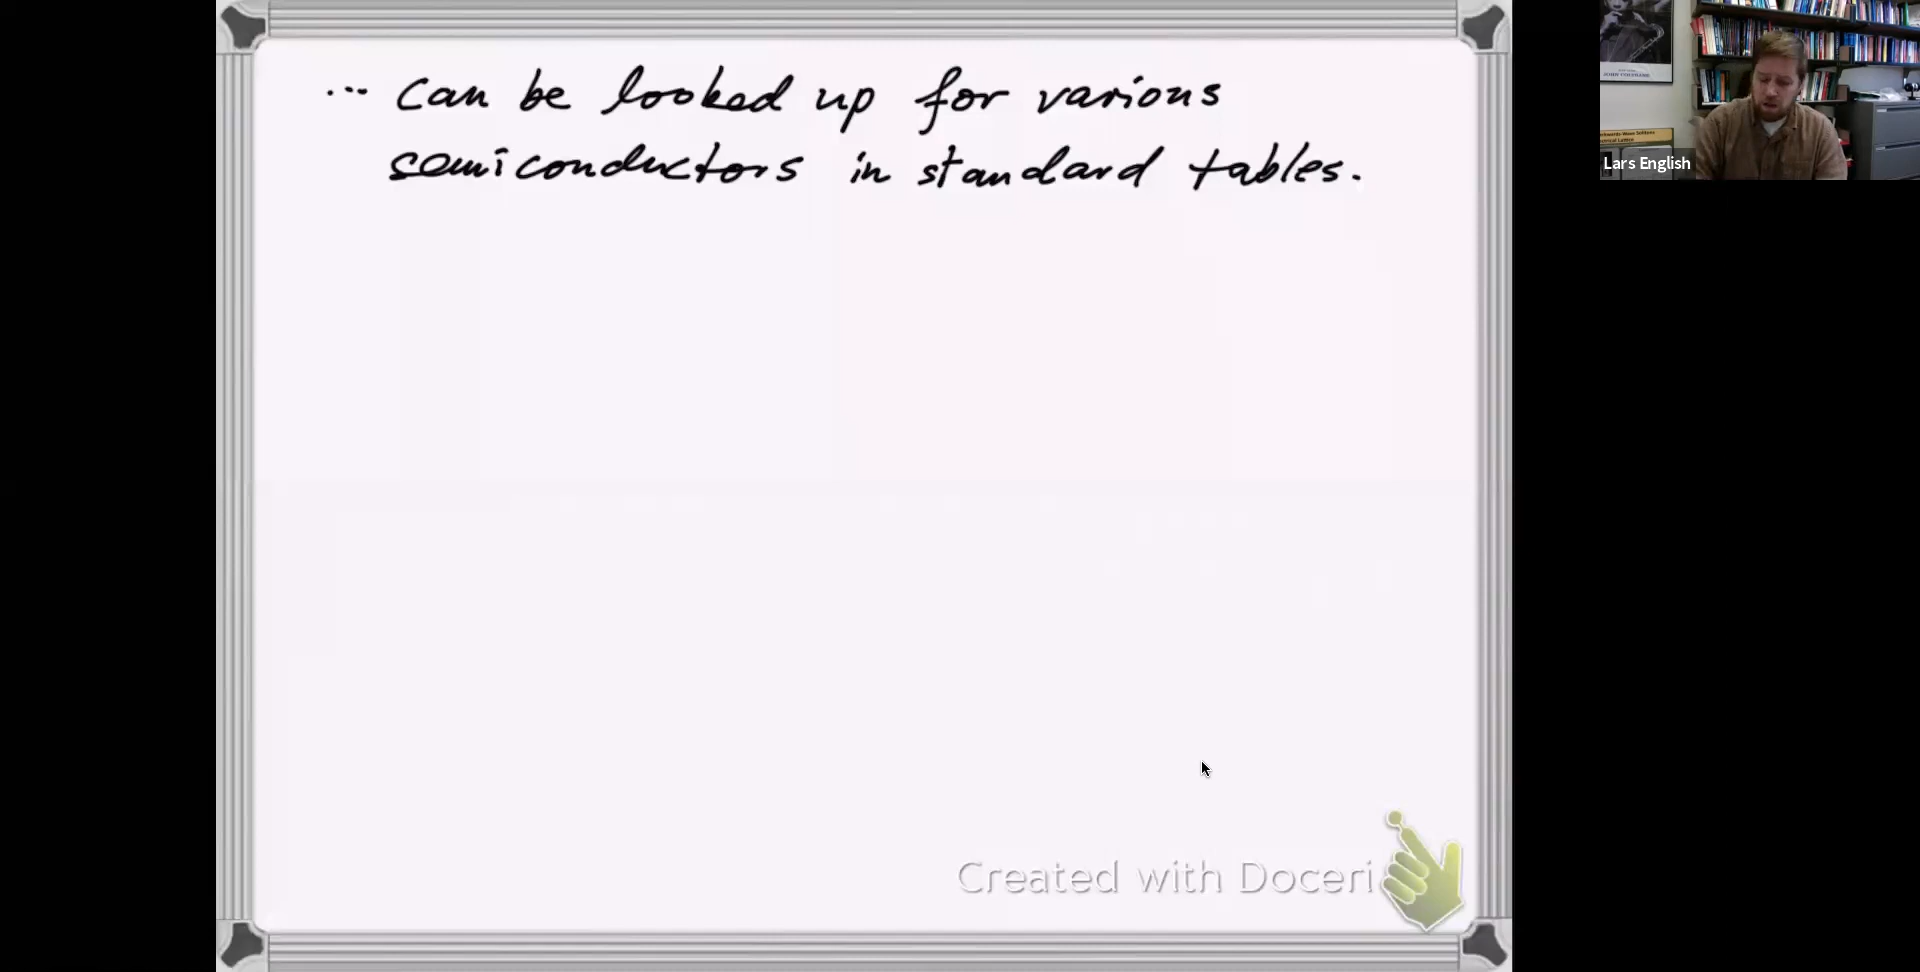 ... can be looked up for various
semiconductors in standard tables.
Lars English
Created with Doceri